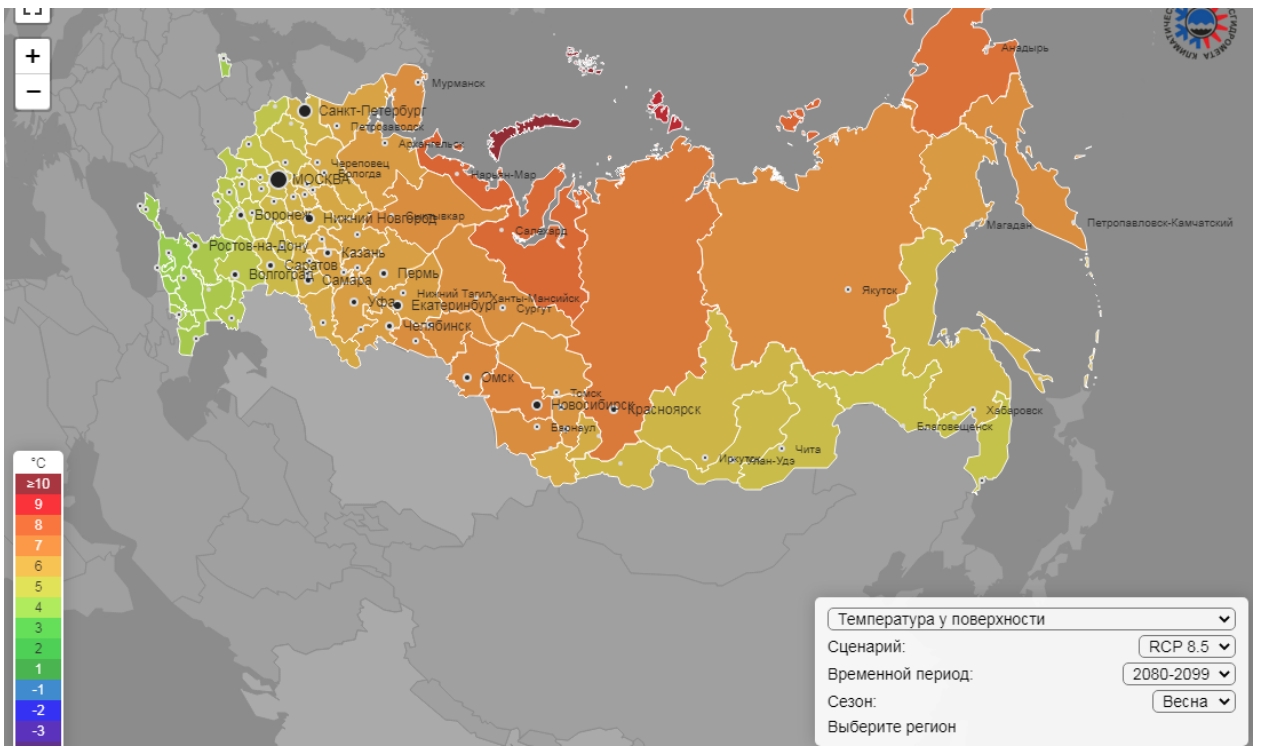 +
−
Анадырь
Мурманск
Санкт-Петербург
Петрозаводск
Архангельск
Череповец
Вологда
МОСКВА
Нарьян-Мар
Воронеж
Нижний Новгород
Сыктывкар
Магадан
Петропавловск-Камчатский
Салехард
Ростов-на-Дону
Казань
Саратов
Волгоград
Самара
Пермь
Якутск
Нижний Тагил
Ханты-Мансийск
Уфа
Екатеринбург
Сургут
Челябинск
Омск
Томск
Новосибирск
Красноярск
Хабаровск
Барнаул
Благовещенск
Чита
Иркутск
Улан-Удэ
°C
≥10
9
8
7
6
5
4
3
2
1
-1
-2
-3
Температура у поверхности
Сценарий:
RCP 8.5
Временной период:
2080-2099
Сезон:
Весна
Выберите регион